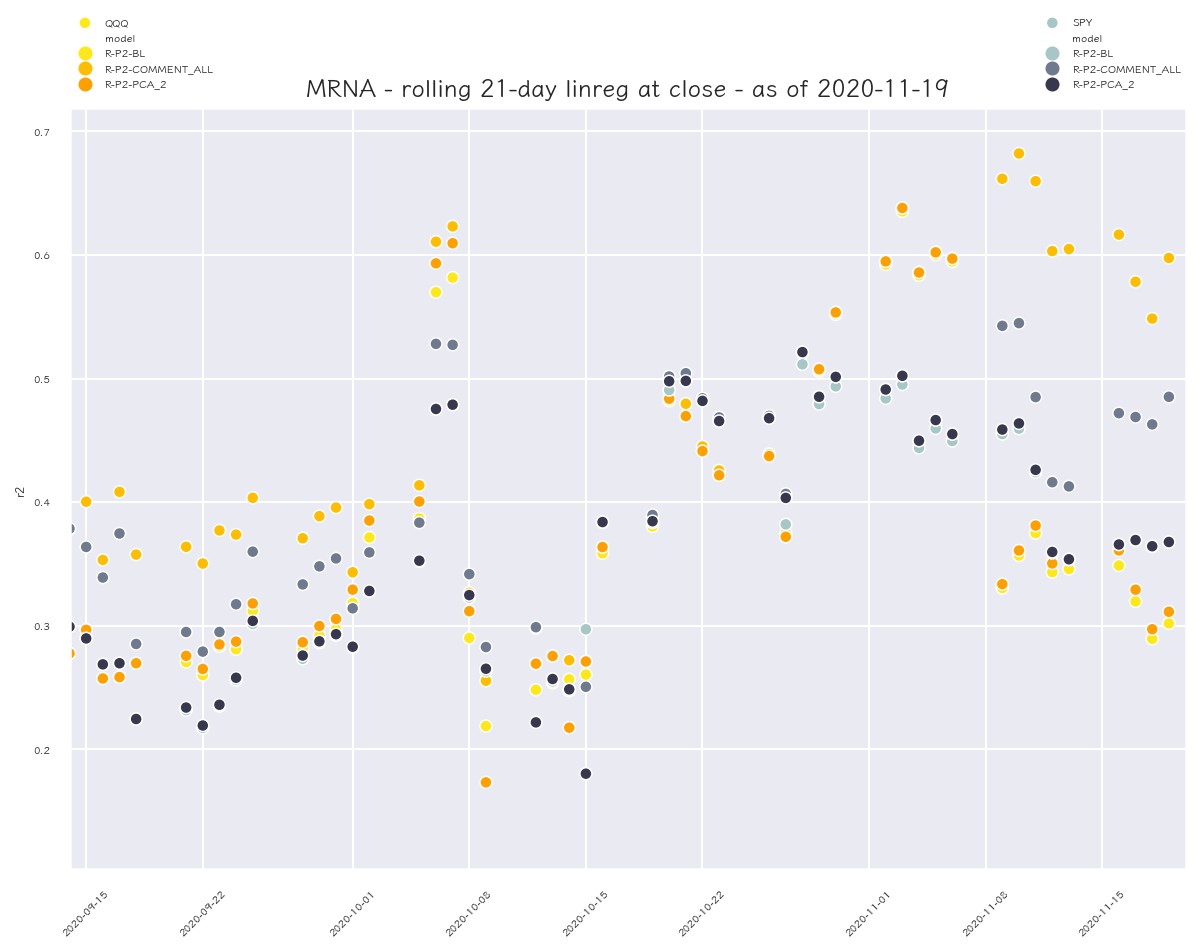 QQQ
model
R-P2-BL
R-P2-COMMENT_ALL
R-P2-PCA_2
SPY
model
R-P2-BL
R-P2-COMMENT_ALL
R-P2-PCA_2
MRNA - rolling 21-day linreg at close - as of 2020-11-19
0.7
0.6
0.5
0.4
0.3
0.2
r2
2020-09-15
2020-09-22
2020-10-01
2020-10-08
2020-10-15
2020-10-22
2020-11-01
2020-11-08
2020-11-15